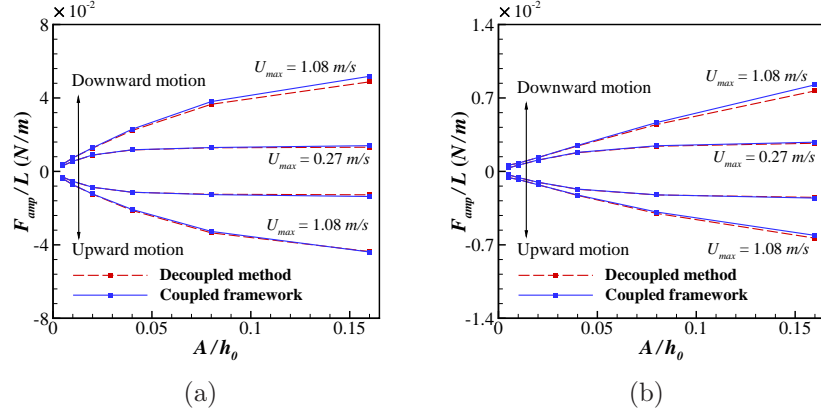 × 10⁻²
8
4
0
-4
-8
F_amp/L (N/m)
U_max = 1.08 m/s
Downward motion
U_max = 0.27 m/s
U_max = 1.08 m/s
Upward motion
Decoupled method
Coupled framework
0 0.05 0.1 0.15
A/h₀
(a)
× 10⁻²
1.4
0.7
0
-0.7
-1.4
F_amp/L (N/m)
U_max = 1.08 m/s
Downward motion
U_max = 0.27 m/s
Upward motion
U_max = 1.08 m/s
Decoupled method
Coupled framework
0 0.05 0.1 0.15
A/h₀
(b)